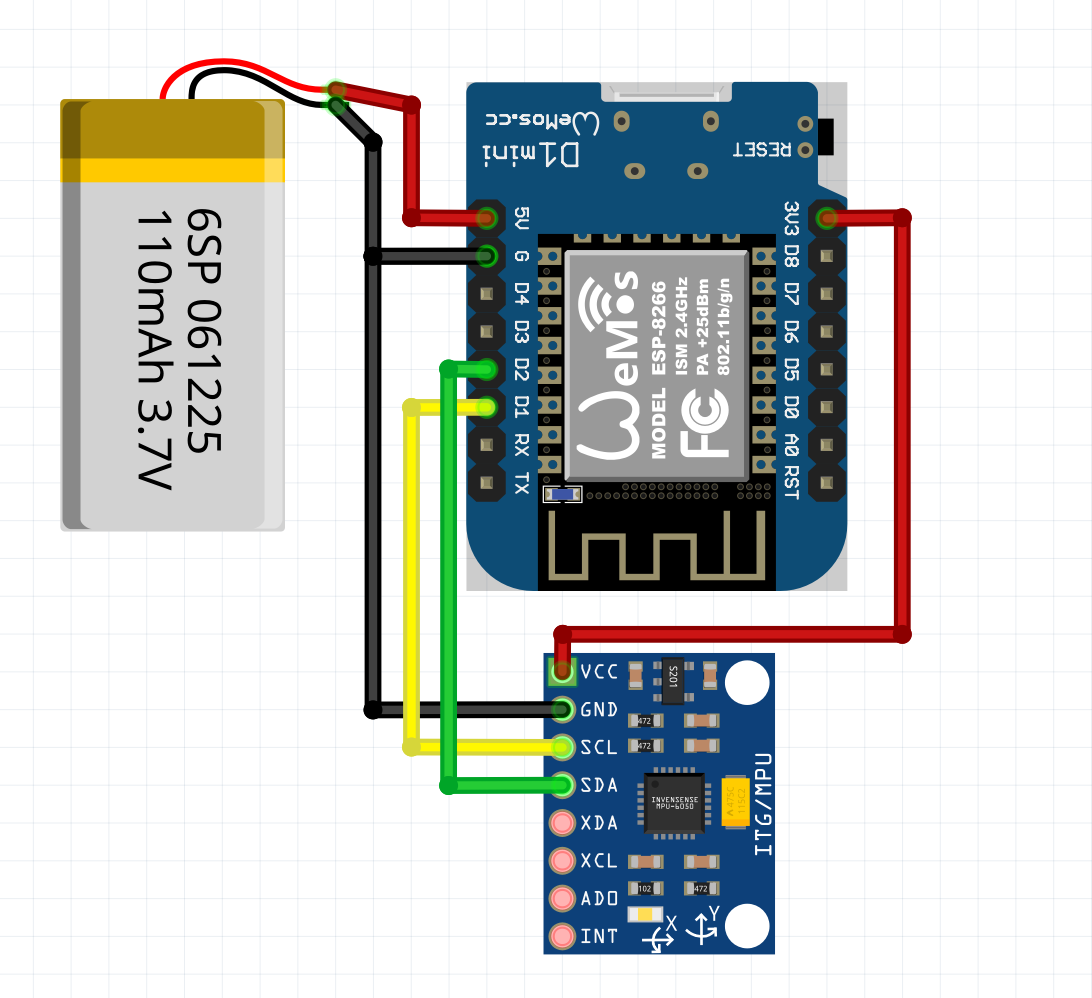 6SP 061225
110mAh 3.7V
WeMos.cc
D1mini
RESET
5V
G
D4
D3
D2
D1
RX
TX
3V3
D8
D7
D6
D5
D0
A0
RST
WeMos
MODEL ESP-8266
ISM 2.4GHz
PA +25dBm
802.11b/g/n
FC
VCC
GND
SCL
SDA
XDA
XCL
ADO
INT
S201
472
472
INVENSENSE
MPU-6050
ITG/MPU
102
472
X
Y